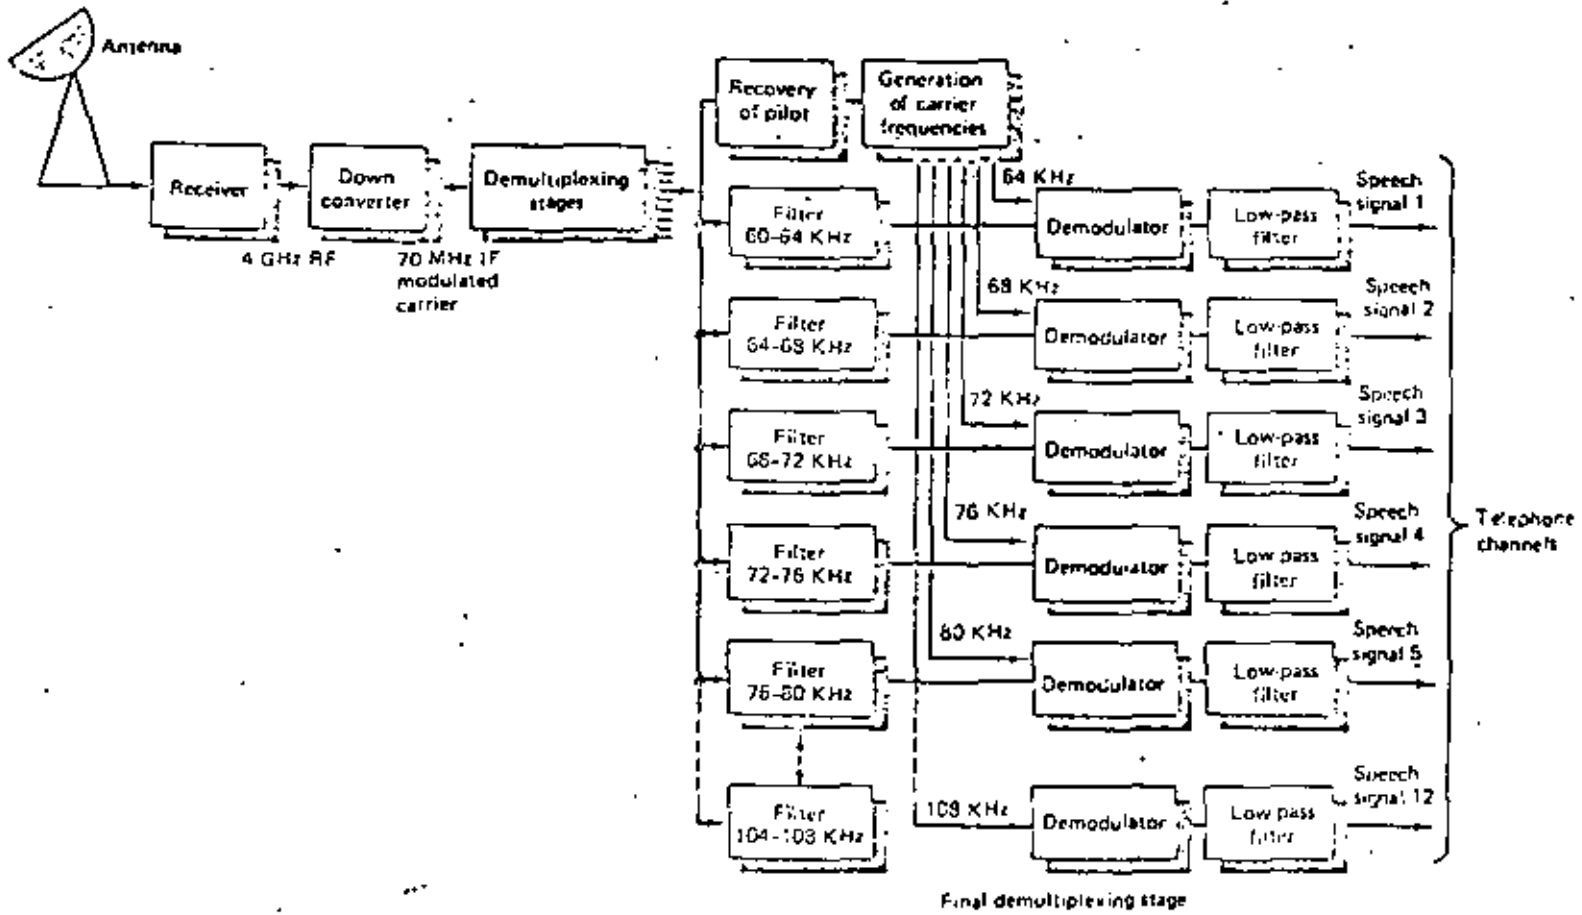 Antenna
Receiver
Down
converter
Demultiplexing
stages
4 GHz RF
70 MHz IF
modulated
carrier
Recovery
of pilot
Generation
of carrier
frequencies
Filter
60-64 KHz
64 KHz
Demodulator
Low-pass
filter
Speech
signal 1
Filter
64-68 KHz
68 KHz
Demodulator
Low-pass
filter
Speech
signal 2
Filter
68-72 KHz
72 KHz
Demodulator
Low-pass
filter
Speech
signal 3
Filter
72-76 KHz
76 KHz
Demodulator
Low-pass
filter
Speech
signal 4
Filter
76-80 KHz
80 KHz
Demodulator
Low-pass
filter
Speech
signal 5
Filter
104-108 KHz
108 KHz
Demodulator
Low-pass
filter
Speech
signal 12
Telephone
channels
Final demultiplexing stage